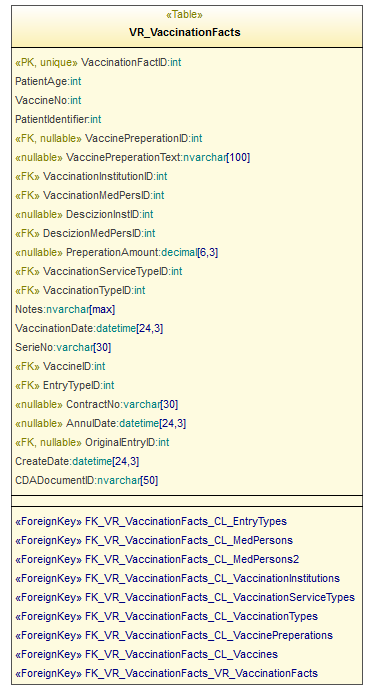 «Table»
VR_VaccinationFacts
«PK, unique» VaccinationFactID:int
PatientAge:int
VaccineNo:int
PatientIdentifier:int
«FK, nullable» VaccinePreperationID:int
«nullable» VaccinePreperationText:nvarchar[100]
«FK» VaccinationInstitutionID:int
«FK» VaccinationMedPersID:int
«nullable» DescizionInstID:int
«FK» DescizionMedPersID:int
«nullable» PreperationAmount:decimal[6,3]
«FK» VaccinationServiceTypeID:int
«FK» VaccinationTypeID:int
Notes:nvarchar[max]
VaccinationDate:datetime[24,3]
SerieNo:varchar[30]
«FK» VaccineID:int
«FK» EntryTypeID:int
«nullable» ContractNo:varchar[30]
«nullable» AnnulDate:datetime[24,3]
«FK, nullable» OriginalEntryID:int
CreateDate:datetime[24,3]
CDADocumentID:nvarchar[50]
«ForeignKey» FK_VR_VaccinationFacts_CL_EntryTypes
«ForeignKey» FK_VR_VaccinationFacts_CL_MedPersons
«ForeignKey» FK_VR_VaccinationFacts_CL_MedPersons2
«ForeignKey» FK_VR_VaccinationFacts_CL_VaccinationInstitutions
«ForeignKey» FK_VR_VaccinationFacts_CL_VaccinationServiceTypes
«ForeignKey» FK_VR_VaccinationFacts_CL_VaccinationTypes
«ForeignKey» FK_VR_VaccinationFacts_CL_VaccinePreperations
«ForeignKey» FK_VR_VaccinationFacts_CL_Vaccines
«ForeignKey» FK_VR_VaccinationFacts_VR_VaccinationFacts